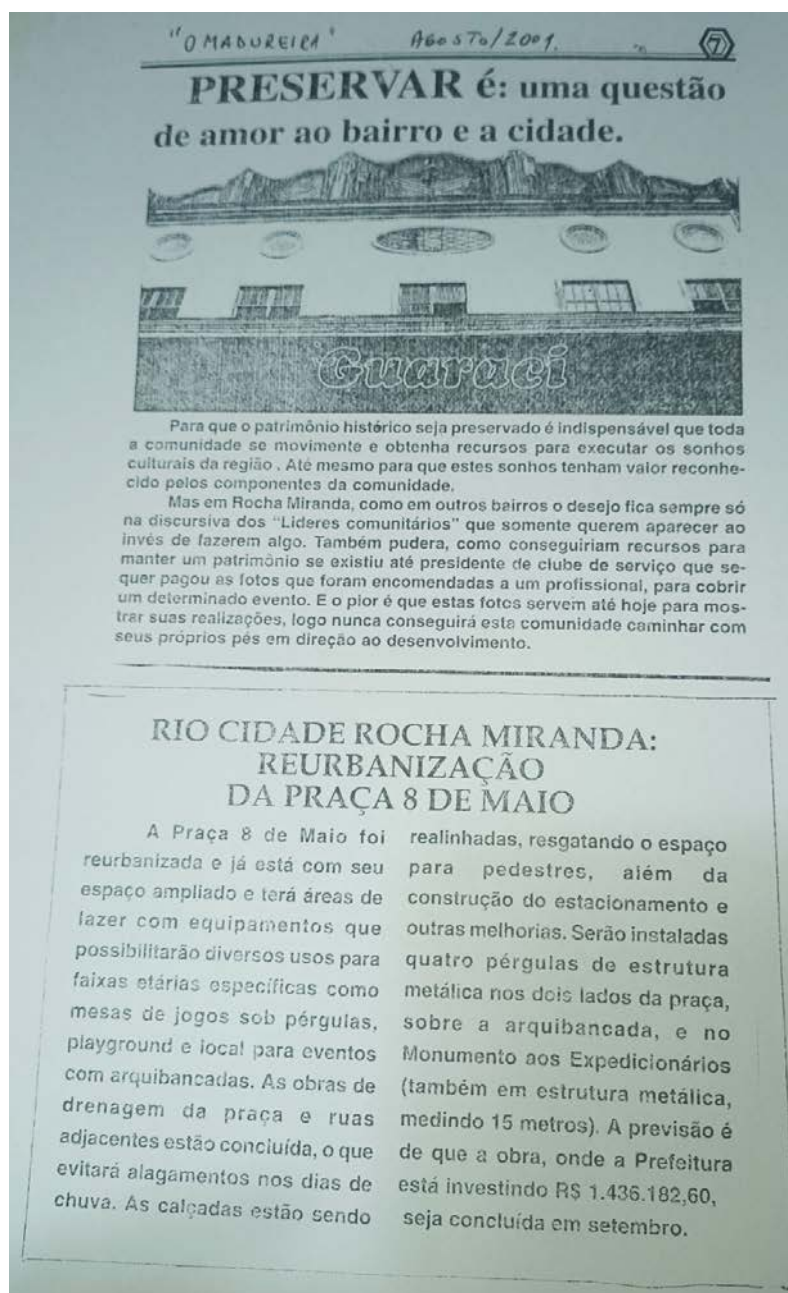 "O MADUREIRA" AGOSTO/2001. 7
PRESERVAR é: uma questão
de amor ao bairro e a cidade.
Guaraci
Para que o patrimônio histórico seja preservado é indispensável que toda
a comunidade se movimente e obtenha recursos para executar os sonhos
culturais da região . Até mesmo para que estes sonhos tenham valor reconhe-
cido pelos componentes da comunidade.
Mas em Rocha Miranda, como em outros bairros o desejo fica sempre só
na discursiva dos "Lideres comunitários" que somente querem aparecer ao
invés de fazerem algo. Também pudera, como conseguiriam recursos para
manter um patrimônio se existiu até presidente de clube de serviço que se-
quer pagou as fotos que foram encomendadas a um profissional, para cobrir
um determinado evento. E o pior é que estas fotos servem até hoje para mos-
trar suas realizações, logo nunca conseguirá esta comunidade caminhar com
seus próprios pés em direção ao desenvolvimento.
RIO CIDADE ROCHA MIRANDA:
REURBANIZAÇÃO
DA PRAÇA 8 DE MAIO
A Praça 8 de Maio foi
reurbanizada e já está com seu
espaço ampliado e terá áreas de
lazer com equipamentos que
possibilitarão diversos usos para
faixas etárias específicas como
mesas de jogos sob pérgulas,
playground e local para eventos
com arquibancadas. As obras de
drenagem da praça e ruas
adjacentes estão concluída, o que
evitará alagamentos nos dias de
chuva. As calçadas estão sendo
realinhadas, resgatando o espaço
para pedestres, além da
construção do estacionamento e
outras melhorias. Serão instaladas
quatro pérgulas de estrutura
metálica nos dois lados da praça,
sobre a arquibancada, e no
Monumento aos Expedicionários
(também em estrutura metálica,
medindo 15 metros). A previsão é
de que a obra, onde a Prefeitura
está investindo R$ 1.436.182,60,
seja concluída em setembro.